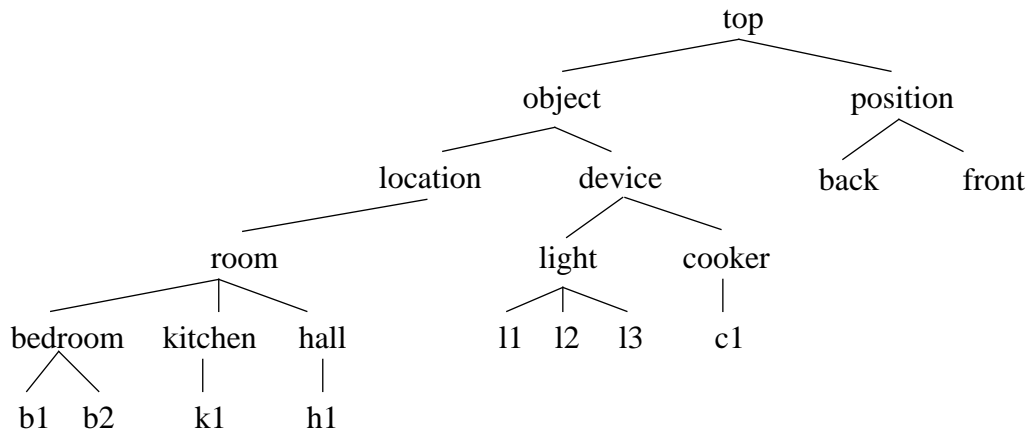 top
object position
location device back front
room light cooker
bedroom kitchen hall l1 l2 l3 c1
b1 b2 k1 h1